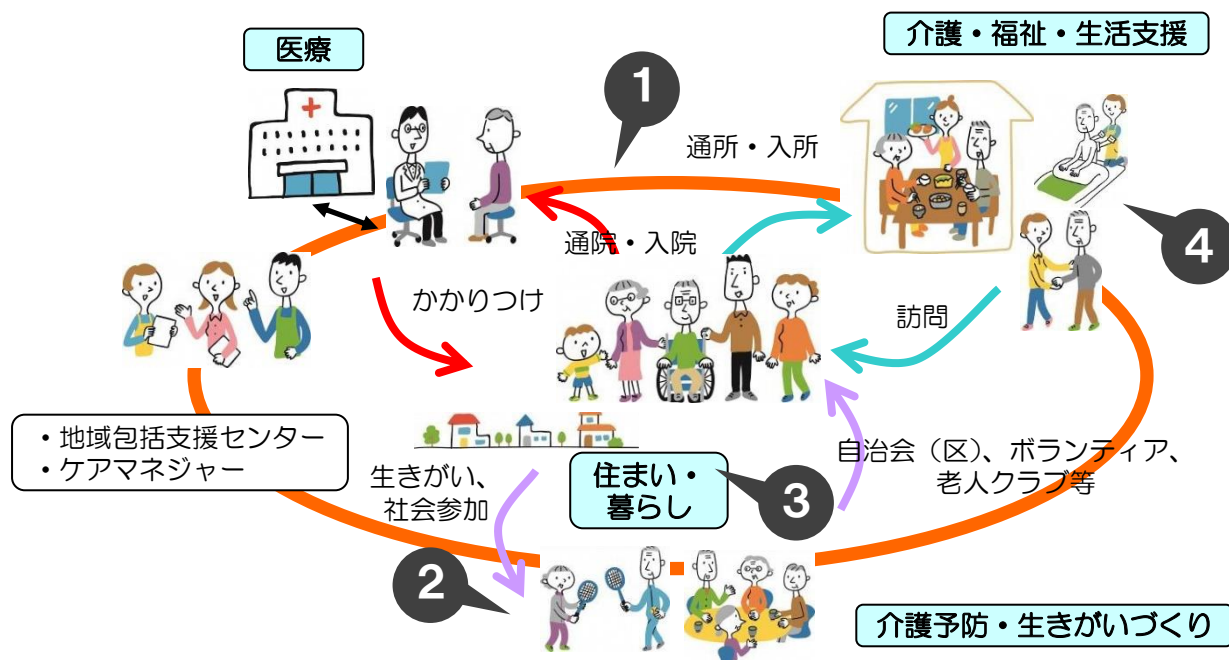 医療
介護・福祉・生活支援
1
通所・入所
4
通院・入院
かかりつけ
訪問
・地域包括支援センター
・ケアマネジャー
生きがい、
社会参加
住まい・
暮らし
3
自治会（区）、ボランティア、
老人クラブ等
2
介護予防・生きがいづくり